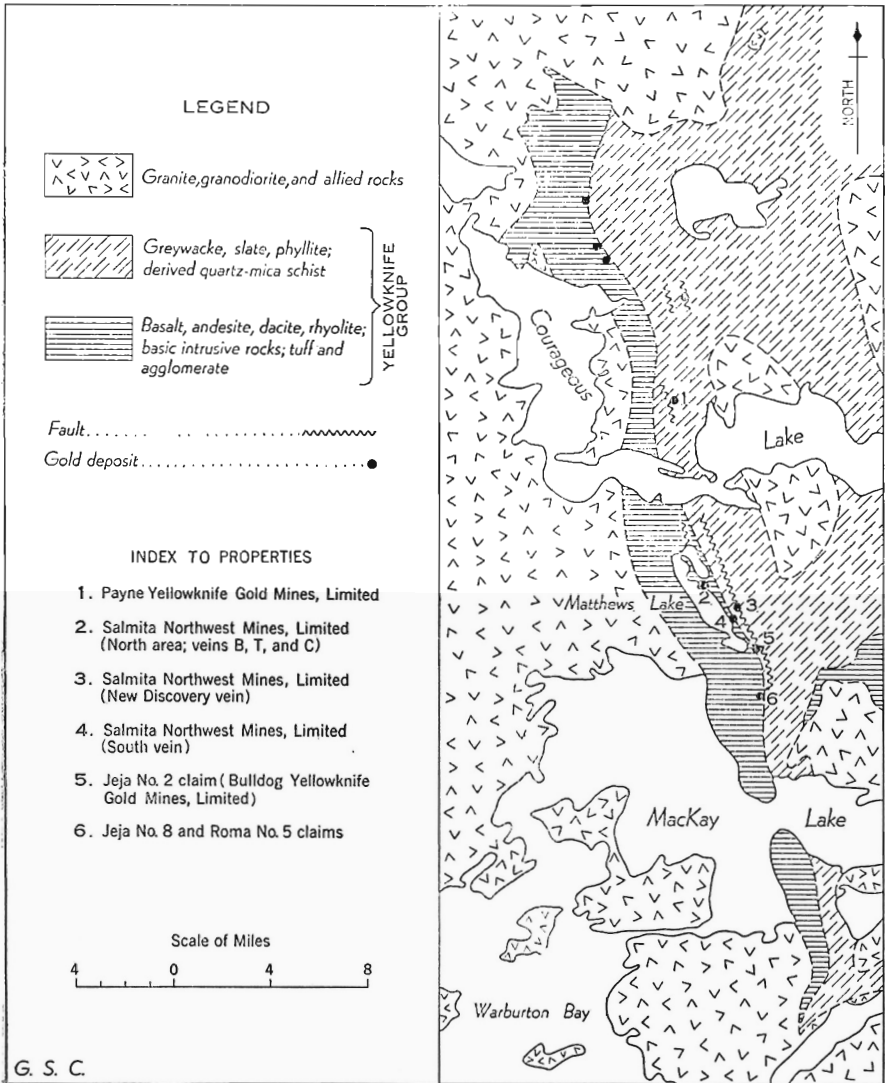 LEGEND
Granite, granodiorite, and allied rocks
Greywacke, slate, phyllite;
derived quartz-mica schist
Basalt, andesite, dacite, rhyolite;
basic intrusive rocks; tuff and
agglomerate
YELLOWKNIFE
GROUP
Fault
Gold deposit
INDEX TO PROPERTIES
1. Payne Yellowknife Gold Mines, Limited
2. Salmita Northwest Mines, Limited
(North area; veins B, T, and C)
3. Salmita Northwest Mines, Limited
(New Discovery vein)
4. Salmita Northwest Mines, Limited
(South vein)
5. Jeja No. 2 claim (Bulldog Yellowknife
Gold Mines, Limited)
6. Jeja No. 8 and Roma No. 5 claims
Scale of Miles
4 0 4 8
G. S. C.
NORTH
Courageous
1
Lake
2
Matthews Lake
3
4
5
6
MacKay Lake
Warburton Bay